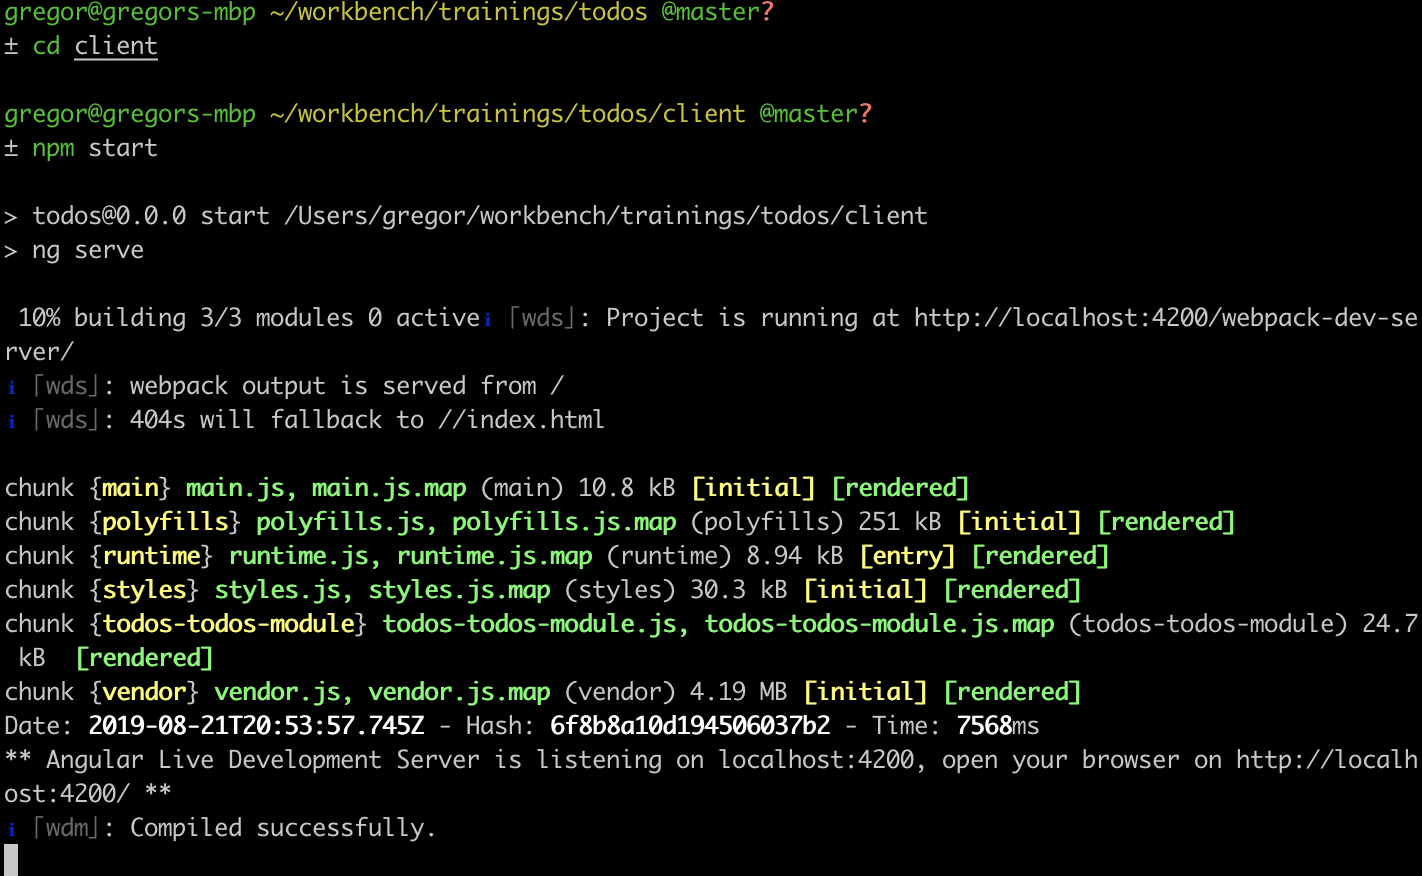 gregor@gregors-mbp ~/workbench/trainings/todos @master?
± cd client
gregor@gregors-mbp ~/workbench/trainings/todos/client @master?
± npm start
> todos@0.0.0 start /Users/gregor/workbench/trainings/todos/client
> ng serve
10% building 3/3 modules 0 activeℹ ｢wds｣: Project is running at http://localhost:4200/webpack-dev-se
rver/
ℹ ｢wds｣: webpack output is served from /
ℹ ｢wds｣: 404s will fallback to //index.html
chunk {main} main.js, main.js.map (main) 10.8 kB [initial] [rendered]
chunk {polyfills} polyfills.js, polyfills.js.map (polyfills) 251 kB [initial] [rendered]
chunk {runtime} runtime.js, runtime.js.map (runtime) 8.94 kB [entry] [rendered]
chunk {styles} styles.js, styles.js.map (styles) 30.3 kB [initial] [rendered]
chunk {todos-todos-module} todos-todos-module.js, todos-todos-module.js.map (todos-todos-module) 24.7
kB  [rendered]
chunk {vendor} vendor.js, vendor.js.map (vendor) 4.19 MB [initial] [rendered]
Date: 2019-08-21T20:53:57.745Z - Hash: 6f8b8a10d194506037b2 - Time: 7568ms
** Angular Live Development Server is listening on localhost:4200, open your browser on http://localh
ost:4200/ **
ℹ ｢wdm｣: Compiled successfully.